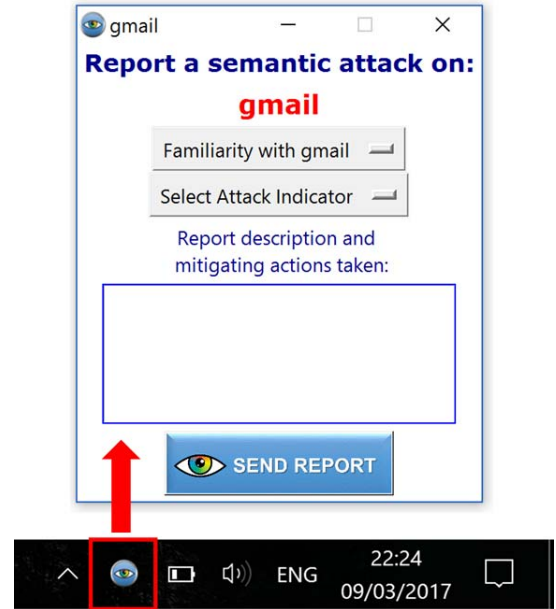 gmail
Report a semantic attack on:
gmail
Familiarity with gmail
Select Attack Indicator
Report description and
mitigating actions taken:
SEND REPORT
ENG
22:24
09/03/2017